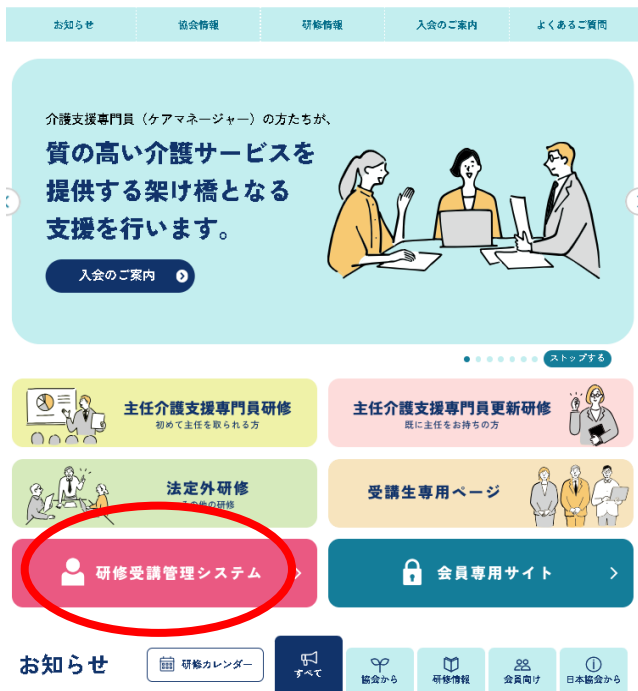 お知らせ 協会情報 研修情報 入会のご案内 よくあるご質問
介護支援専門員（ケアマネージャー）の方たちが、
質の高い介護サービスを
提供する架け橋となる
支援を行います。
入会のご案内
ストップする
主任介護支援専門員研修
初めて主任を取られる方
主任介護支援専門員更新研修
既に主任をお持ちの方
法定外研修
その他の研修
受講生専用ページ
研修受講管理システム
会員専用サイト
お知らせ
研修カレンダー
すべて
協会から
研修情報
会員向け
日本協会から